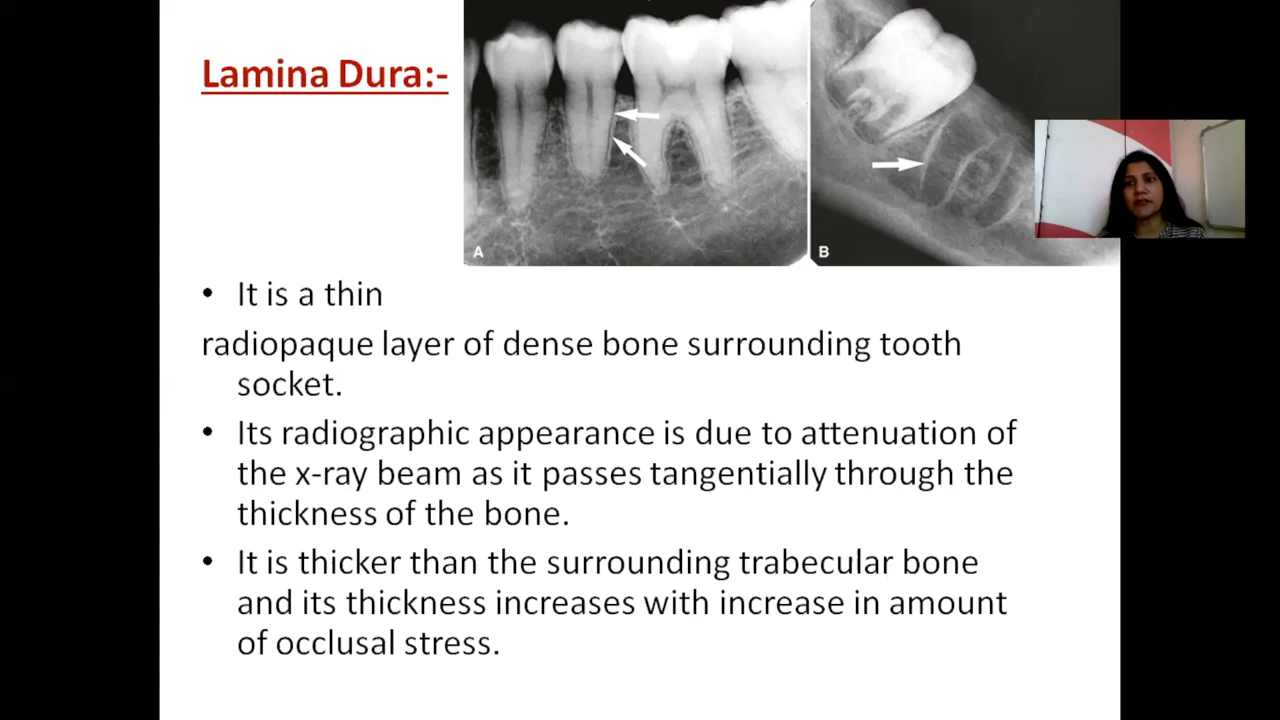 Lamina Dura:-
A
B
• It is a thin
radiopaque layer of dense bone surrounding tooth
socket.
• Its radiographic appearance is due to attenuation of
the x-ray beam as it passes tangentially through the
thickness of the bone.
• It is thicker than the surrounding trabecular bone
and its thickness increases with increase in amount
of occlusal stress.